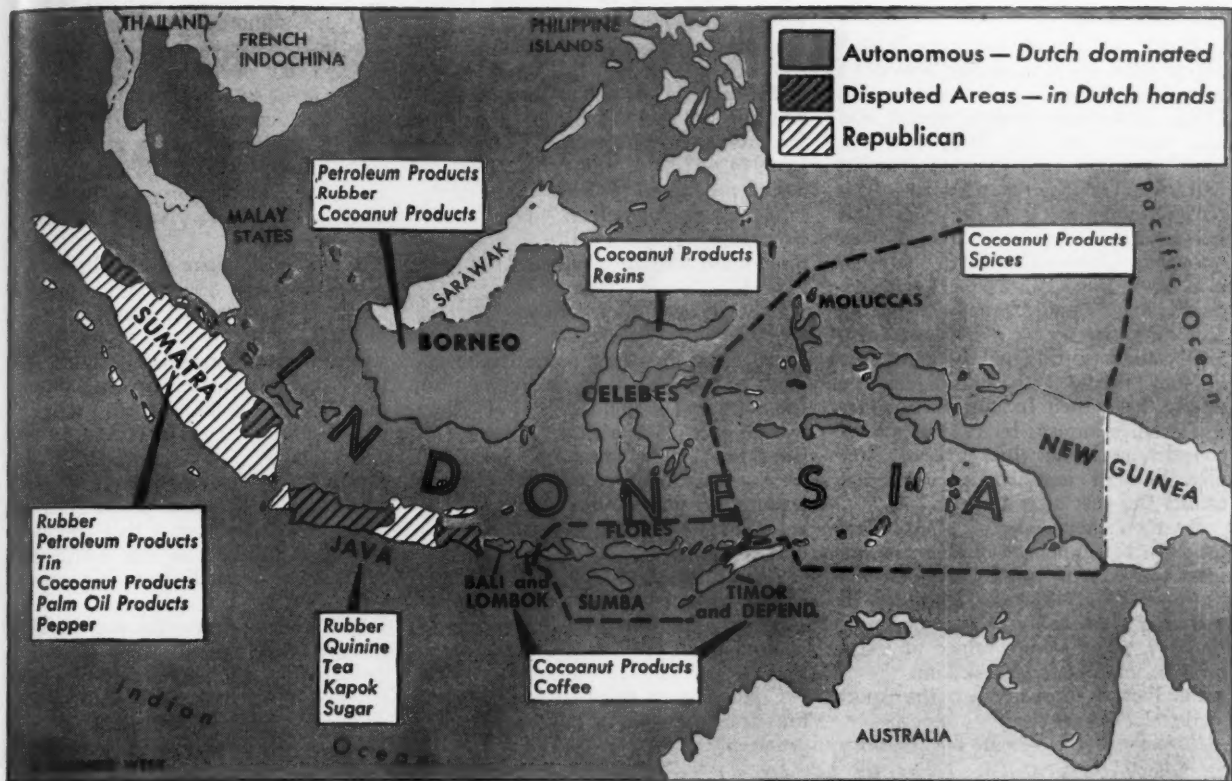 THAILAND
FRENCH
INDOCHINA
PHILIPPINE
ISLANDS
Autonomous — Dutch dominated
Disputed Areas — in Dutch hands
Republican
Petroleum Products
Rubber
Cocoanut Products
MALAY
STATES
SARAWAK
BORNEO
Cocoanut Products
Resins
CELEBES
MOLUCCAS
Cocoanut Products
Spices
Pacific Ocean
SUMATRA
INDONESIA
NEW GUINEA
Rubber
Petroleum Products
Tin
Cocoanut Products
Palm Oil Products
Pepper
JAVA
Rubber
Quinine
Tea
Kapok
Sugar
BALI and
LOMBOK
FLORES
SUMBA
TIMOR
and DEPEND.
Cocoanut Products
Coffee
Indian Ocean
AUSTRALIA